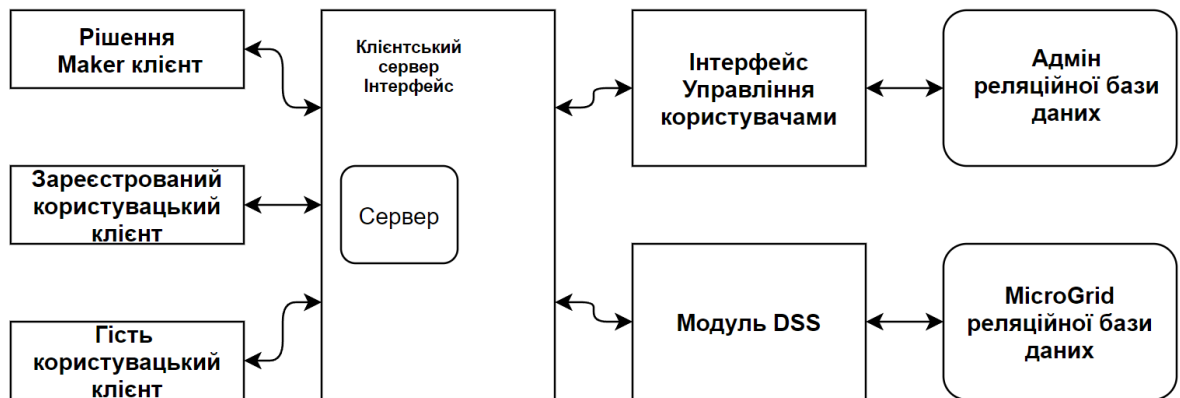 Рішення
Maker клієнт
Зареєстрований
користувацький
клієнт
Гість
користувацький
клієнт
Клієнтський
сервер
Інтерфейс
Сервер
Інтерфейс
Управління
користувачами
Модуль DSS
Адмін
реляційної бази
даних
MicroGrid
реляційної бази
даних